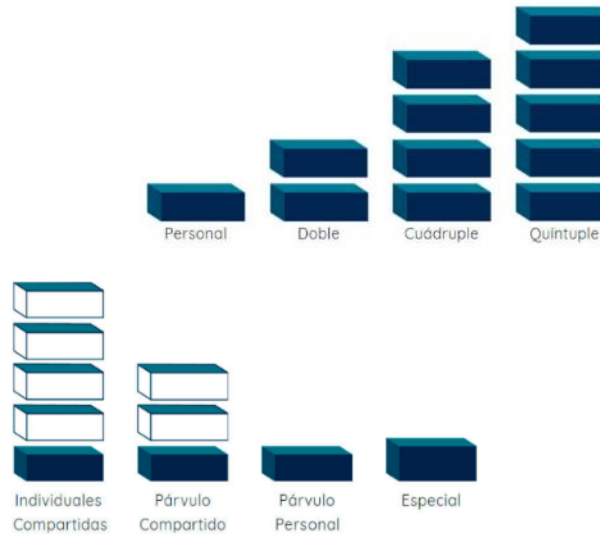 Personal
Doble
Cuádruple
Quíntuple
Individuales
Compartidas
Párvulo
Compartido
Párvulo
Personal
Especial